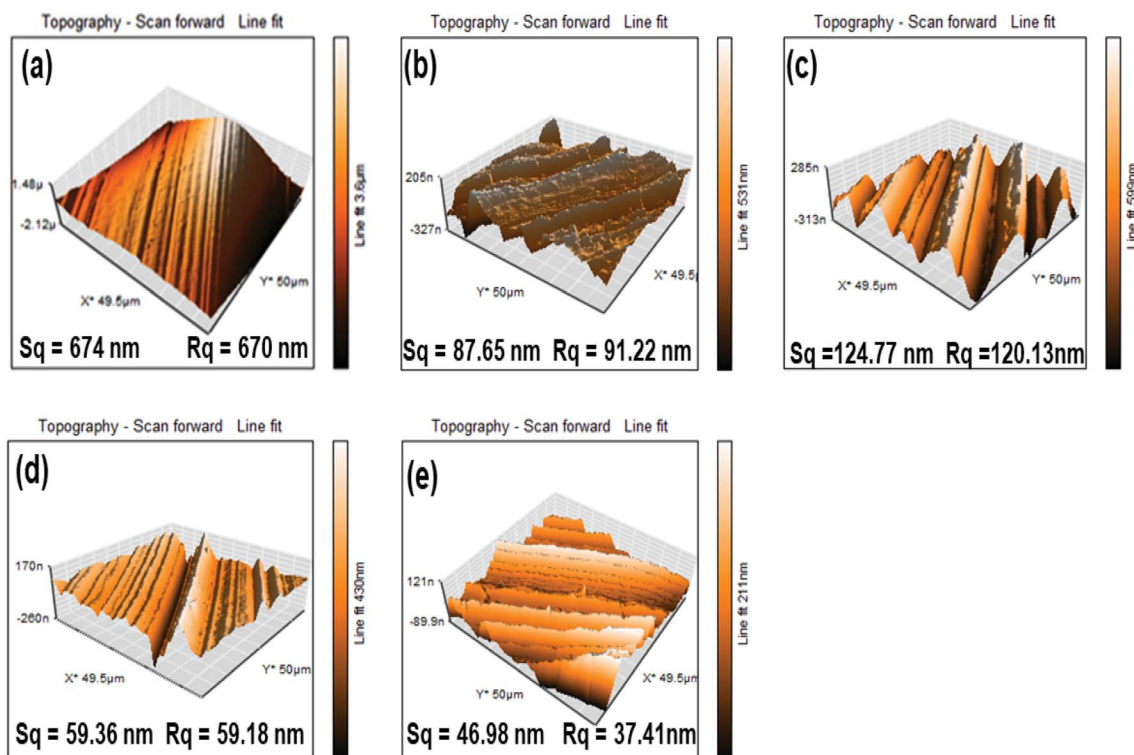 Topography - Scan forward Line fit
(a)
1.48µ
-2.12µ
X* 49.5µm
Y* 50µm
Line fit 3.6µm
Sq = 674 nm Rq = 670 nm
Topography - Scan forward Line fit
(b)
205n
-327n
Y* 50µm
X* 49.5µ
Line fit 531nm
Sq = 87.65 nm Rq = 91.22 nm
Topography - Scan forward Line fit
(c)
285n
-313n
X* 49.5µm
Y* 50µm
Line fit 599nm
Sq =124.77 nm Rq =120.13nm
Topography - Scan forward Line fit
(d)
170n
-260n
X* 49.5µm
Y* 50µm
Line fit 430nm
Sq = 59.36 nm Rq = 59.18 nm
Topography - Scan forward Line fit
(e)
121n
-89.9n
Y* 50µm
X* 49.5µ
Line fit 211nm
Sq = 46.98 nm Rq = 37.41nm